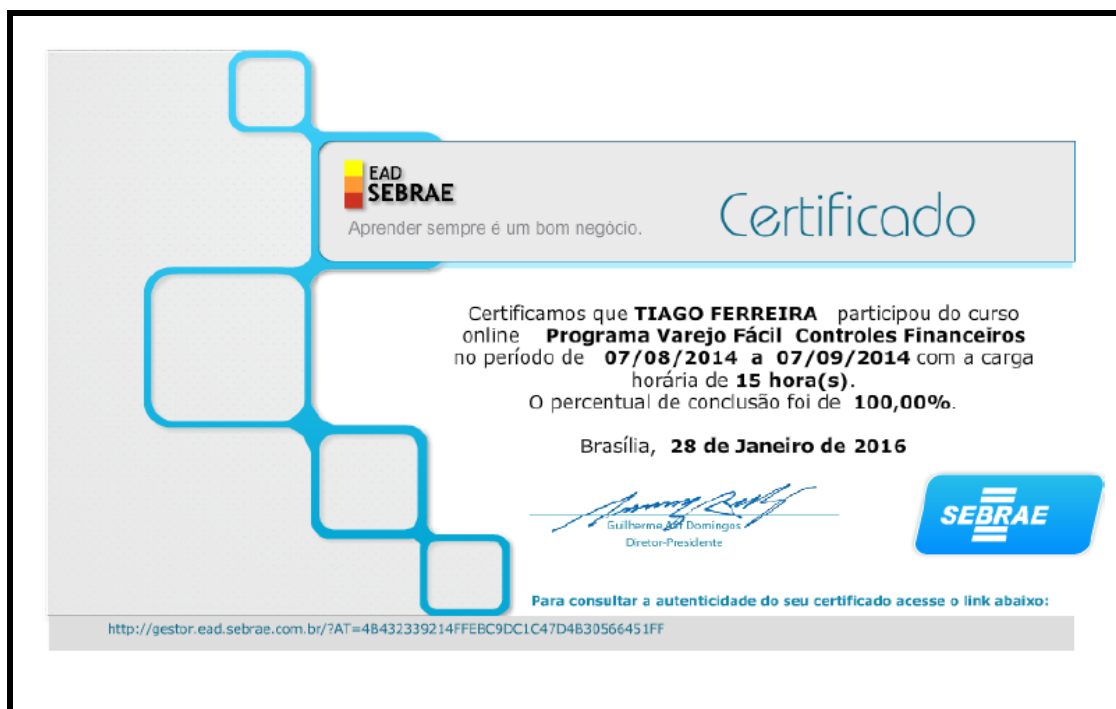 EAD
SEBRAE
Aprender sempre é um bom negócio.
Certificado
Certificamos que TIAGO FERREIRA participou do curso
online Programa Varejo Fácil Controles Financeiros
no período de 07/08/2014 a 07/09/2014 com a carga
horária de 15 hora(s).
O percentual de conclusão foi de 100,00%.
Brasília, 28 de Janeiro de 2016
Guilherme Afif Domingos
Diretor-Presidente
SEBRAE
Para consultar a autenticidade do seu certificado acesse o link abaixo:
http://gestor.ead.sebrae.com.br/?AT=4B432339214FFEBC9DC1C47D4B30566451FF